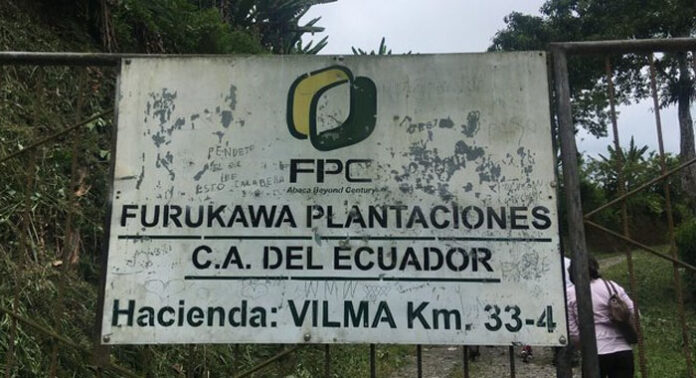 FPC
Abaca Beyond Century
FURUKAWA PLANTACIONES
C.A. DEL ECUADOR
Hacienda: VILMA Km. 33-4